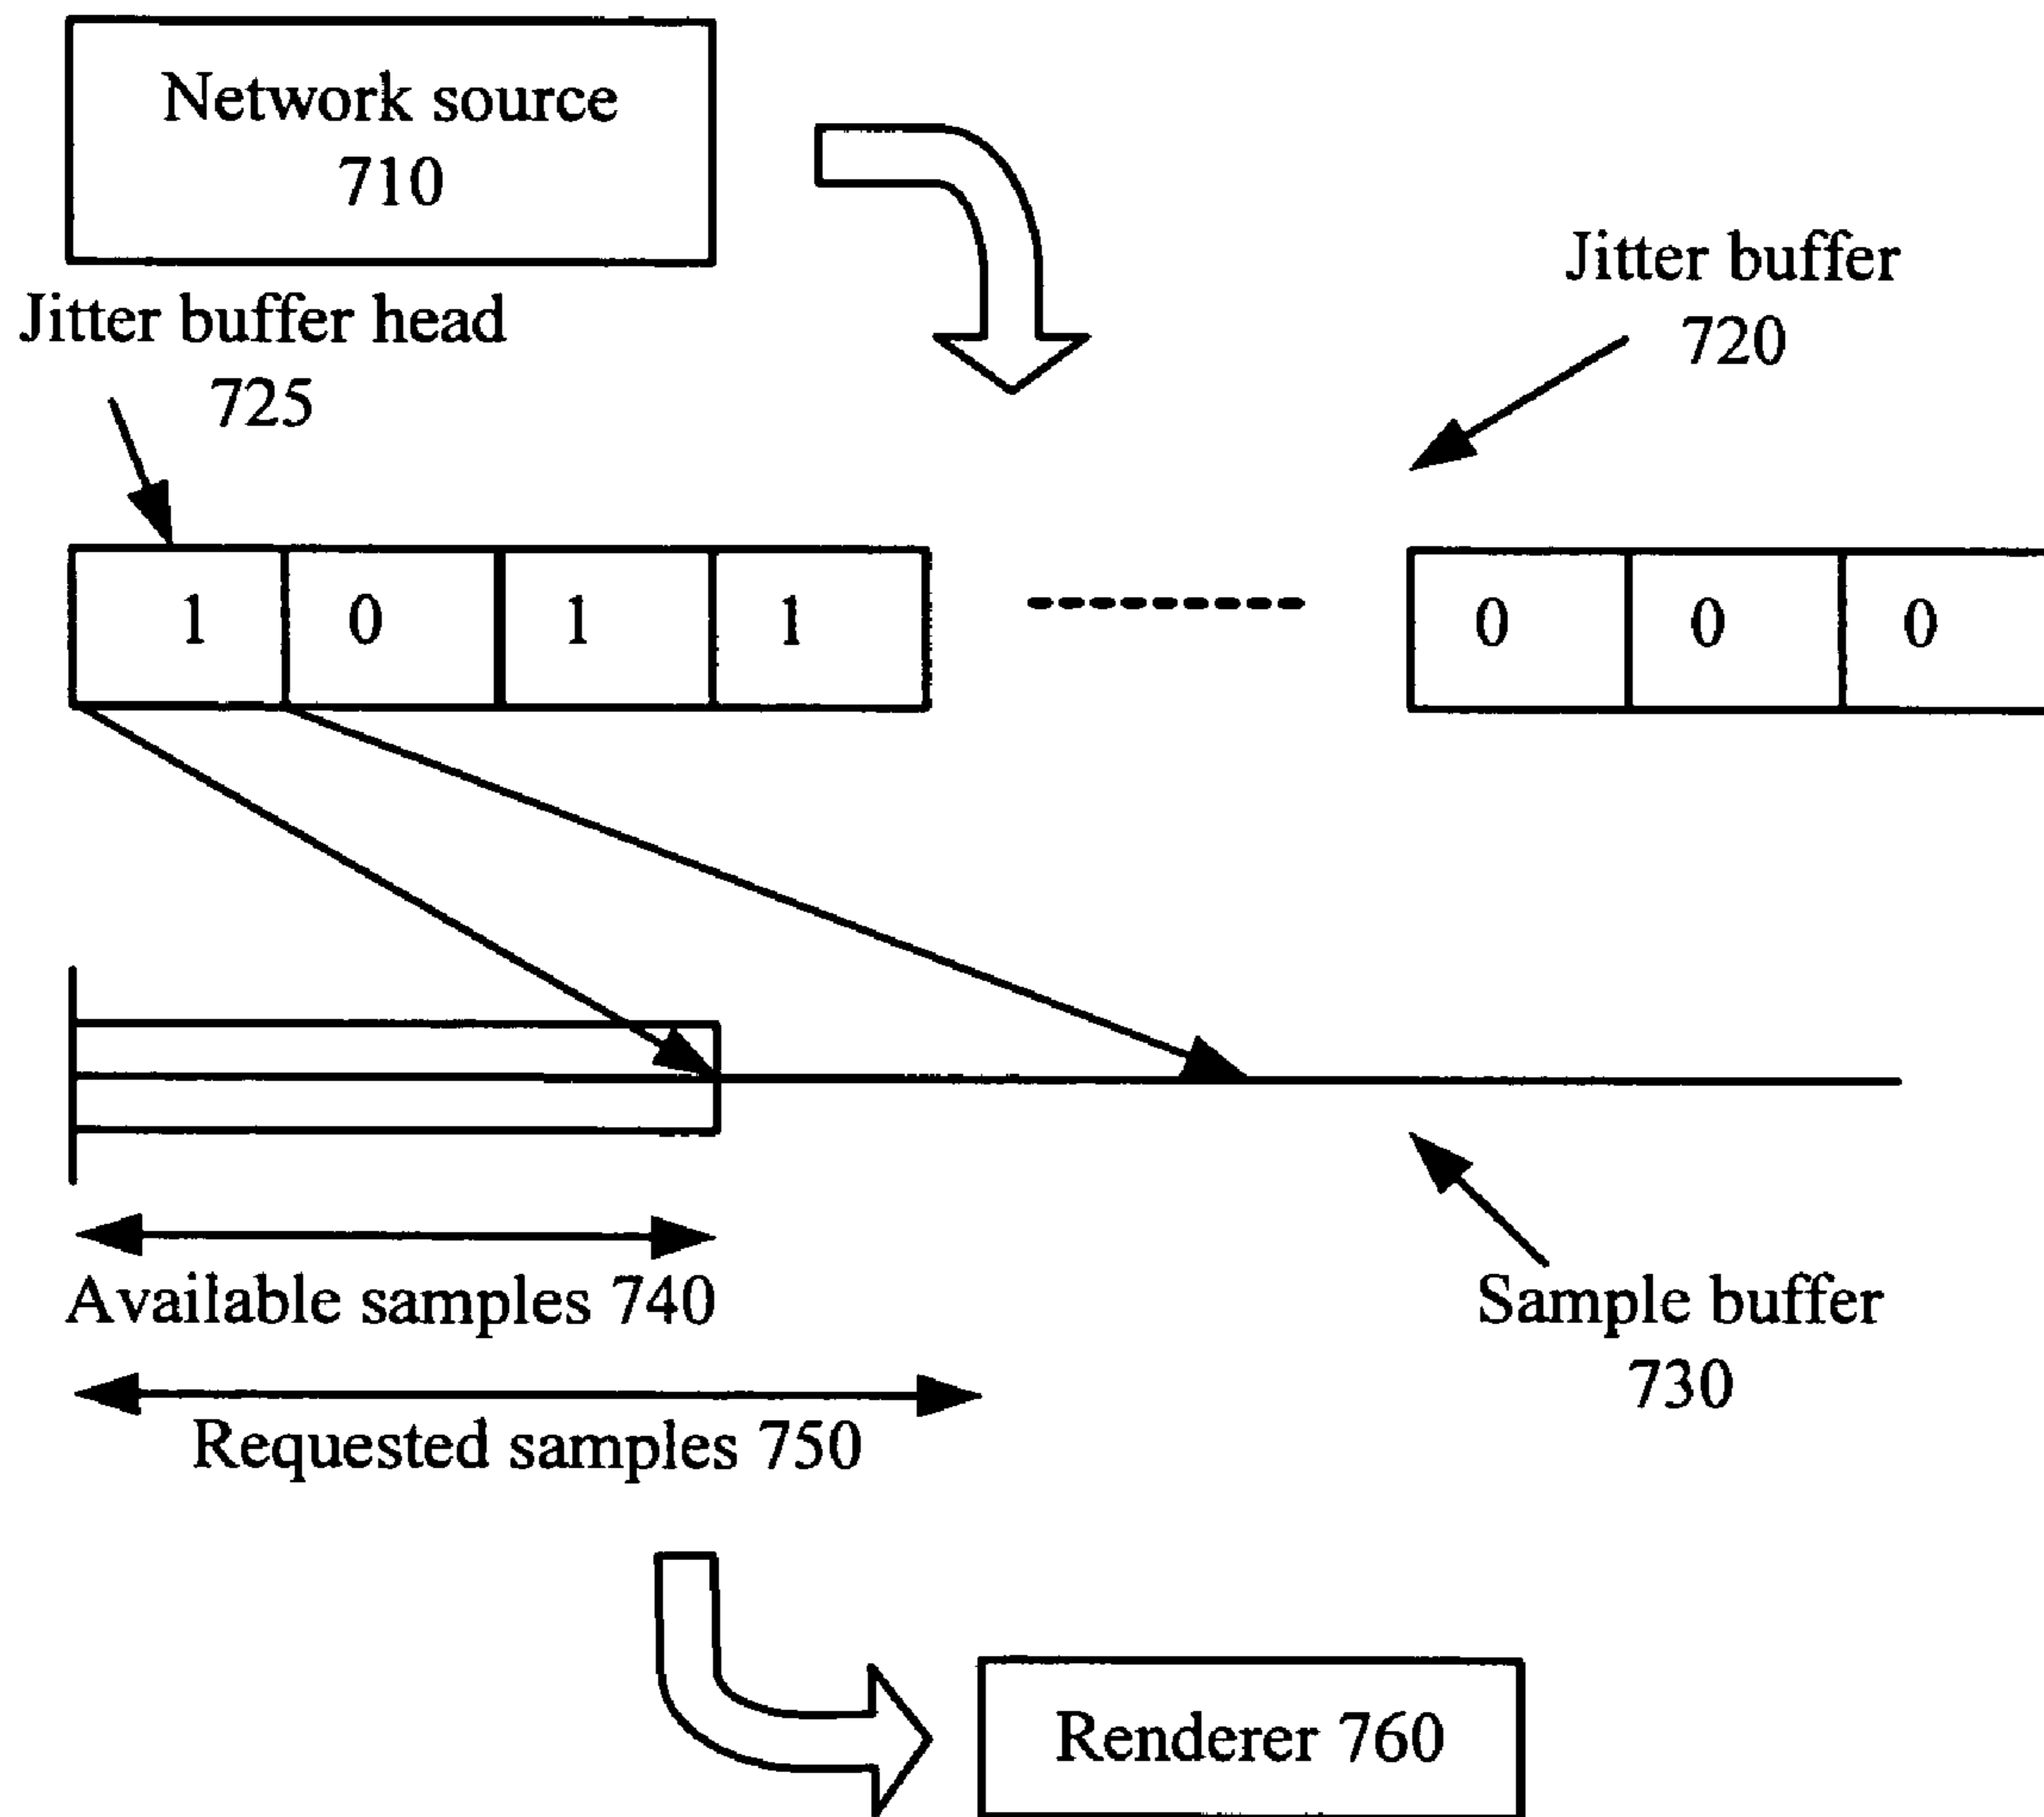 Network source
710
Jitter buffer
720
Jitter buffer head
725
1 0 1 1 0 0 0
Available samples 740
Sample buffer
730
Requested samples 750
Renderer 760